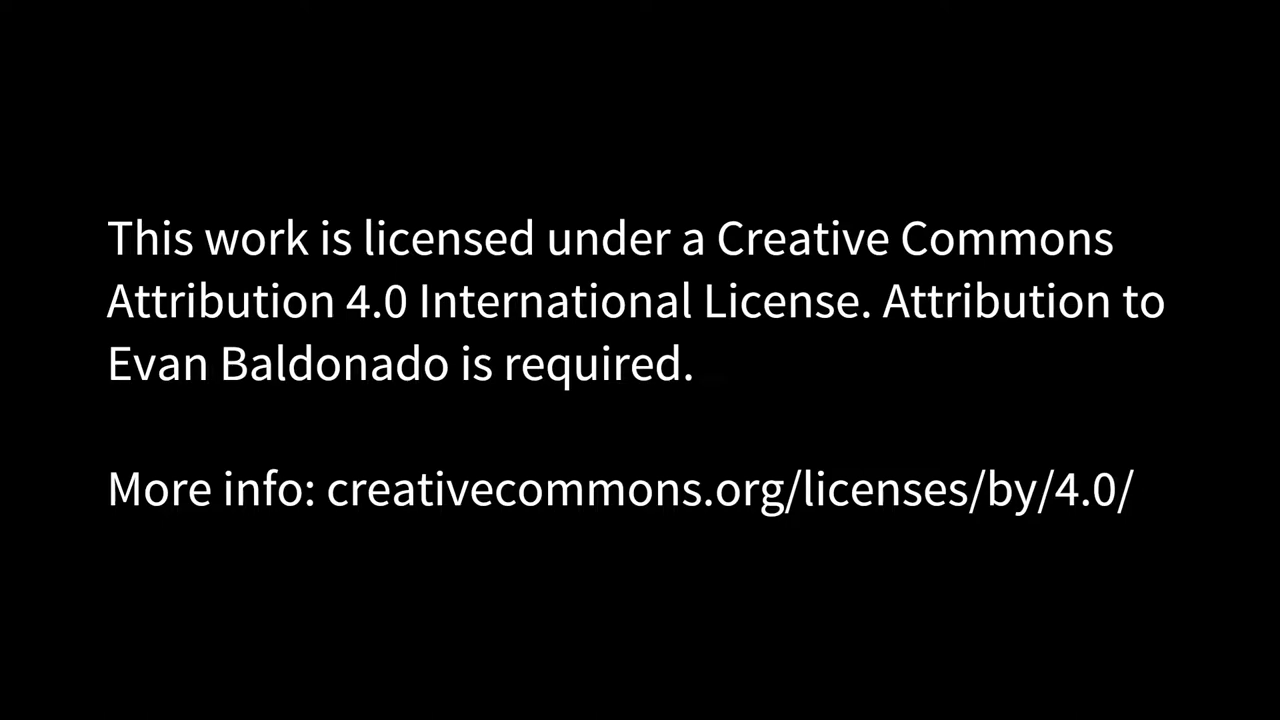 This work is licensed under a Creative Commons
Attribution 4.0 International License. Attribution to
Evan Baldonado is required.
More info: creativecommons.org/licenses/by/4.0/